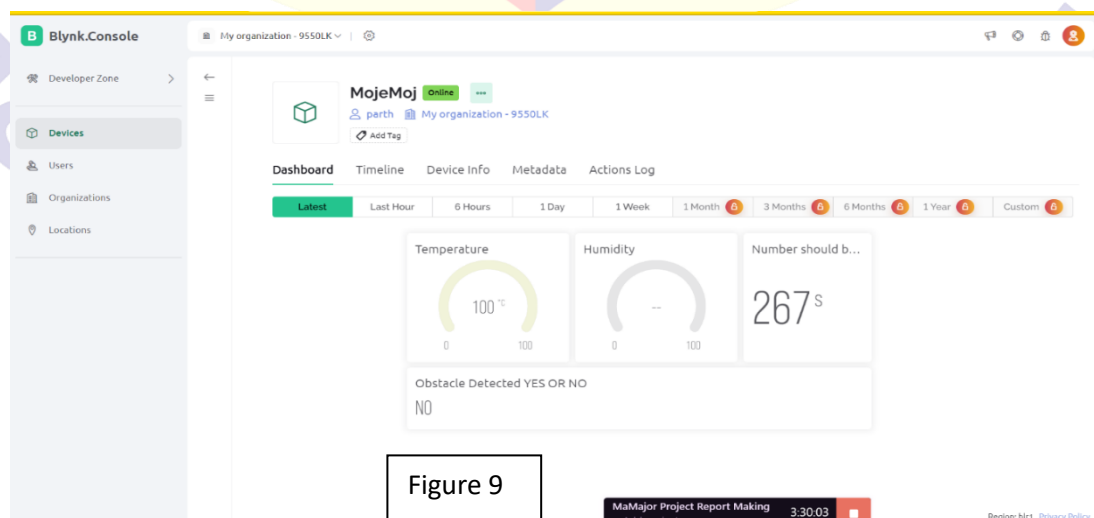 B Blynk.Console
My organization - 9550LK
Developer Zone
Devices
Users
Organizations
Locations
MojeMoj Online
parth My organization - 9550LK
Add Tag
Dashboard Timeline Device Info Metadata Actions Log
Latest Last Hour 6 Hours 1 Day 1 Week 1 Month 3 Months 6 Months 1 Year Custom
Temperature Humidity Number should b...
100 °C -- 267 S
0 100 0 100
Obstacle Detected YES OR NO
NO
Figure 9
MaMajor Project Report Making 3:30:03
Region: blr1 Privacy Policy